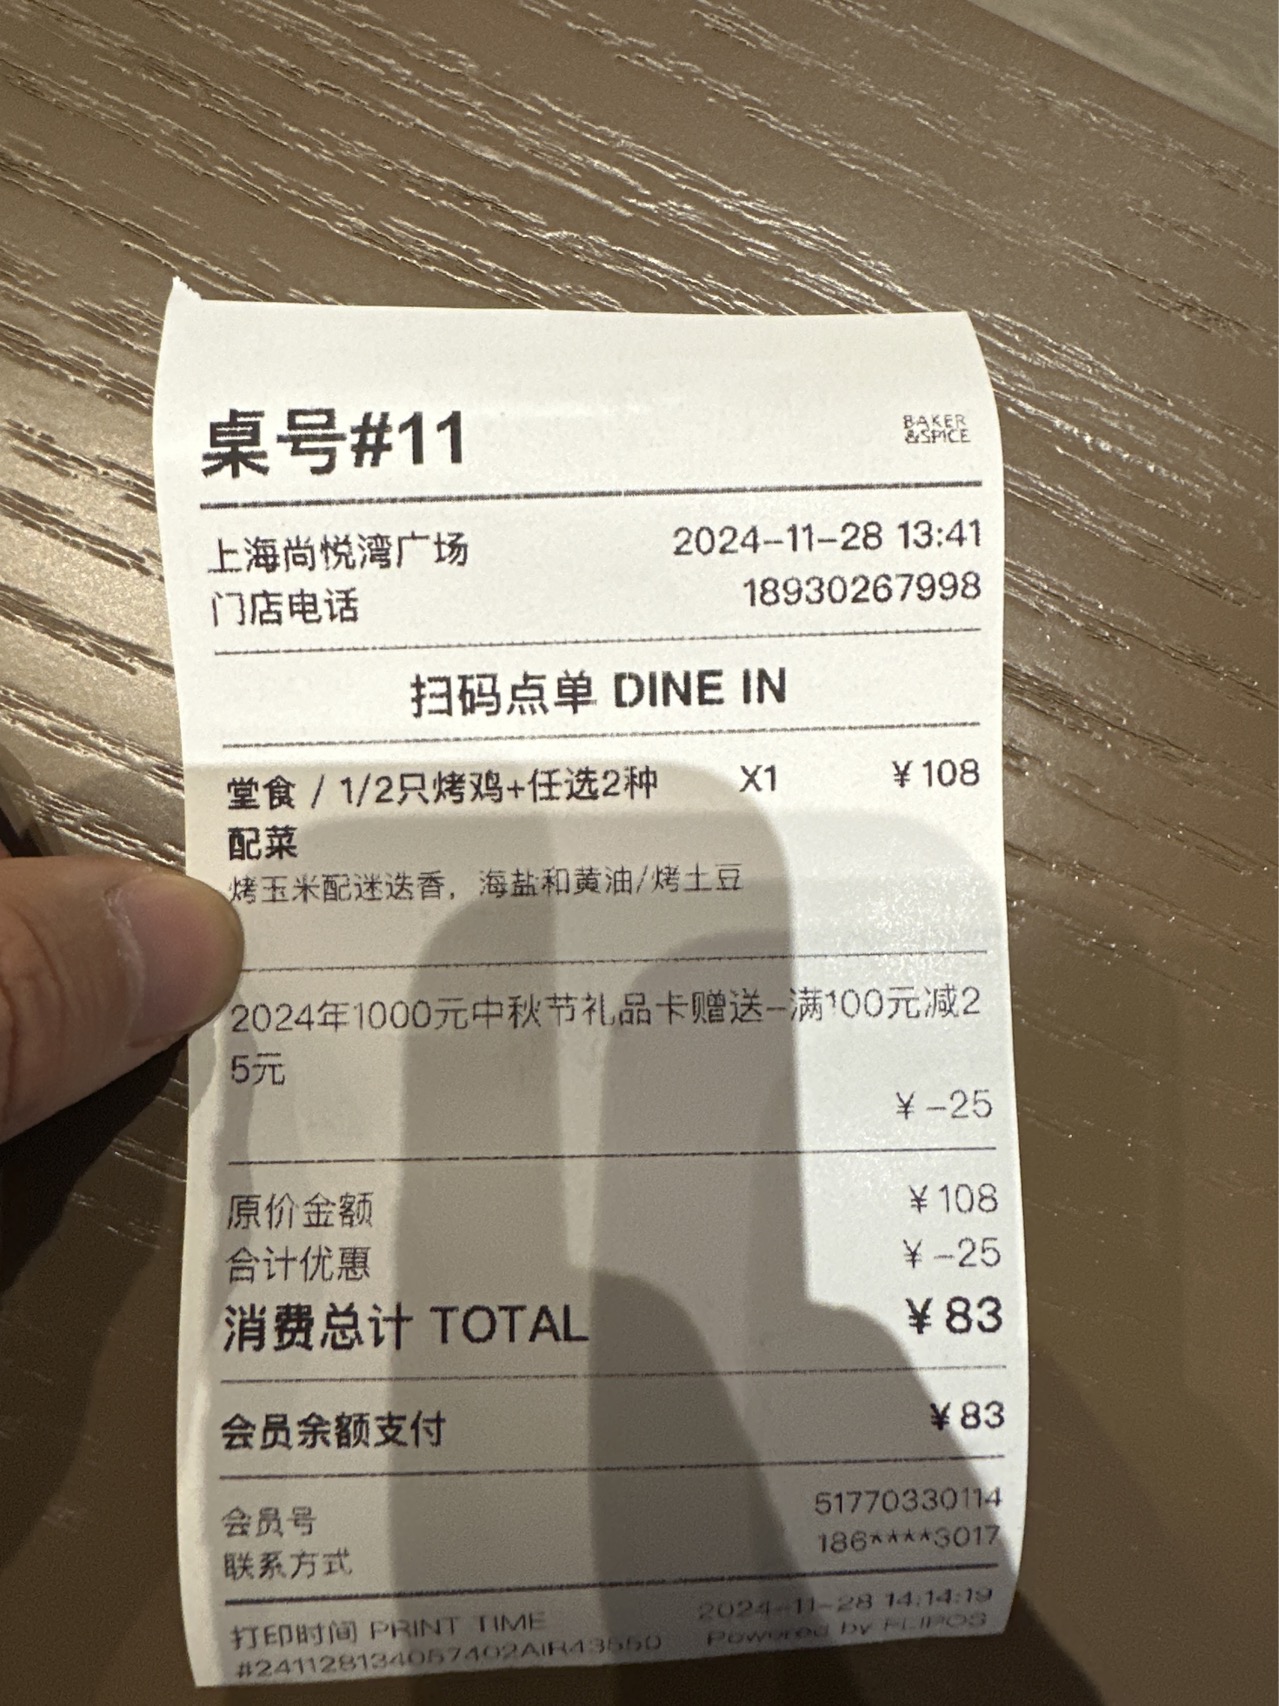 桌号#11
BAKER
&SPICE
上海尚悦湾广场 2024-11-28 13:41
门店电话 18930267998
扫码点单 DINE IN
堂食 / 1/2只烤鸡+任选2种 X1 ¥108
配菜
烤玉米配迷迭香，海盐和黄油/烤土豆
2024年1000元中秋节礼品卡赠送-满100元减2
5元
¥ -25
原价金额 ¥108
合计优惠 ¥ -25
消费总计 TOTAL ¥83
会员余额支付 ¥83
会员号 51770330114
联系方式 186****3017
打印时间 PRINT TIME 2024-11-28 14:14:19
#241128134057402AIR43550 Powered by FLIPOS